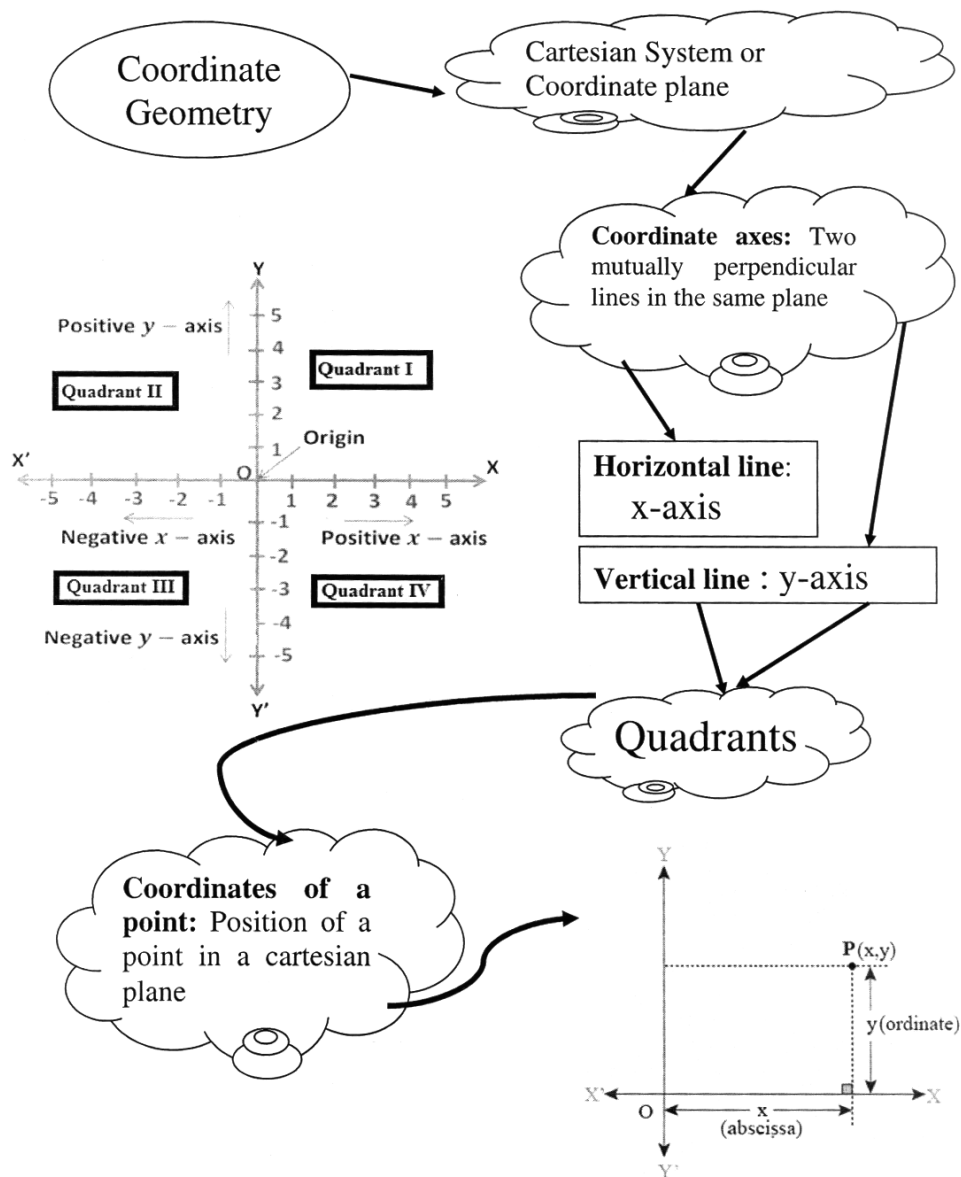 Coordinate
Geometry
Cartesian System or
Coordinate plane
Coordinate axes: Two
mutually perpendicular
lines in the same plane
Y
Positive y – axis
5
4
3
2
1
Quadrant I
Quadrant II
Origin
X'
O
X
-5 -4 -3 -2 -1 1 2 3 4 5
-1
-2
-3
-4
-5
Negative x – axis
Positive x – axis
Quadrant III
Quadrant IV
Negative y – axis
Y'
Horizontal line:
x-axis
Vertical line : y-axis
Quadrants
Coordinates of a
point: Position of a
point in a cartesian
plane
Y
P(x,y)
y(ordinate)
X'
O
x
(abscissa)
X
Y'